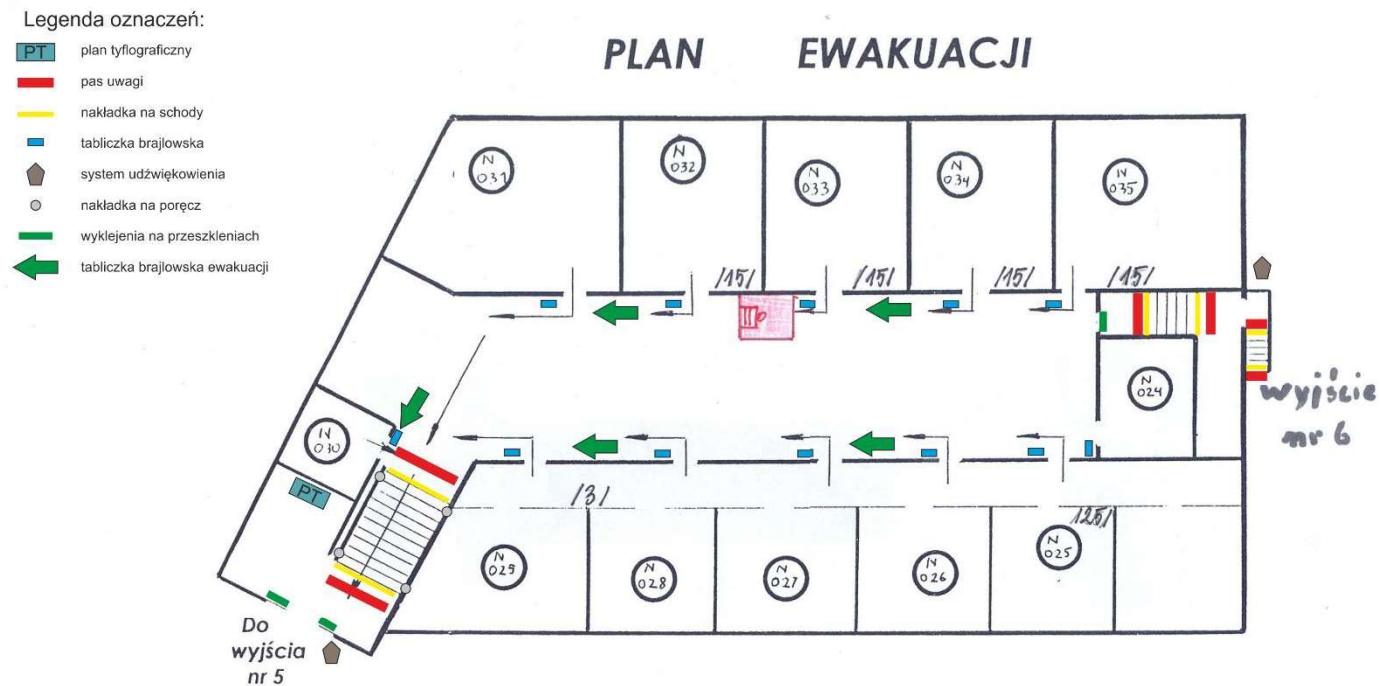 Legenda oznaczeń:
PT plan tyflograficzny
pas uwagi
nakładka na schody
tabliczka brajlowska
system udźwiękowienia
nakładka na poręcz
wyklejenia na przeszkleniach
tabliczka brajlowska ewakuacji
PLAN EWAKUACJI
N 031
N 032
N 033
N 034
N 035
/15/ /15/ /15/ /15/
N 024
wyjście
nr 6
N 030
PT
/3/
/25/
N 029
N 028
N 027
N 026
N 025
Do
wyjścia
nr 5